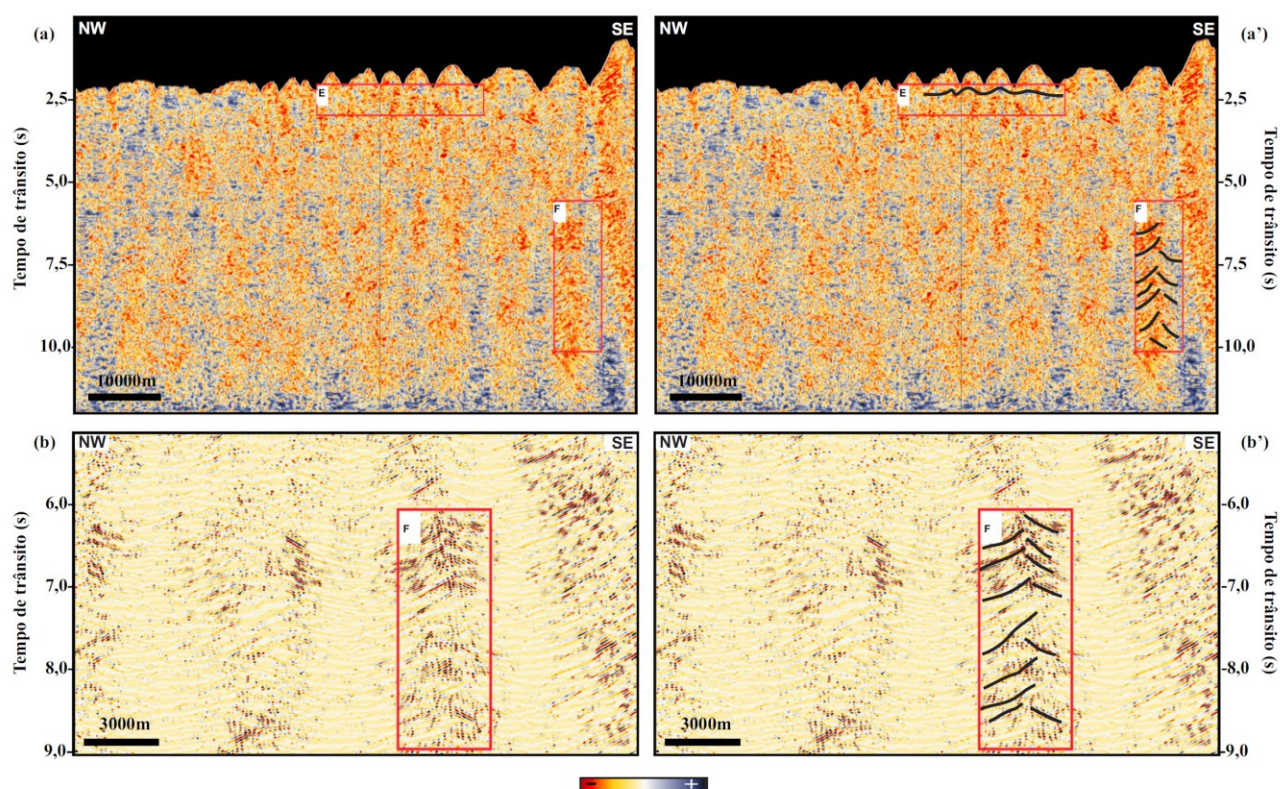 (a)
NW
SE
NW
SE
(a')
E
E
F
F
Tempo de trânsito (s)
2,5
5,0
7,5
10,0
10000m
10000m
2,5
5,0
7,5
10,0
Tempo de trânsito (s)
(b)
NW
SE
NW
SE
(b')
F
F
Tempo de trânsito (s)
6,0
7,0
8,0
9,0
3000m
3000m
6,0
7,0
8,0
9,0
Tempo de trânsito (s)
- +